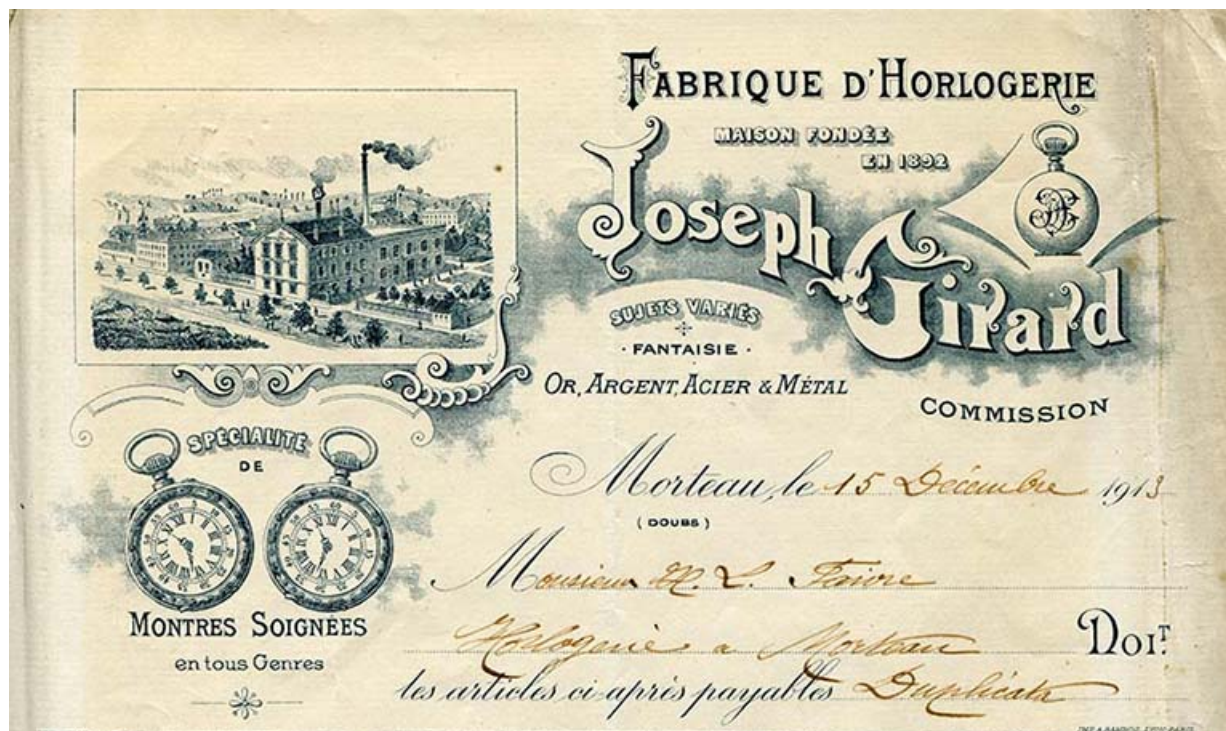 FABRIQUE D'HORLOGERIE
MAISON FONDÉE
EN 1892
Joseph Girard
SUJETS VARIÉS
· FANTAISIE ·
OR, ARGENT, ACIER & MÉTAL
COMMISSION
SPÉCIALITÉ
DE
MONTRES SOIGNÉES
en tous Genres
Morteau, le 15 Décembre 1913
(DOUBS)
Monsieur H. L. Faivre
Horlogerie a Morteau DOIT.
les articles ci-après payables Duplicata